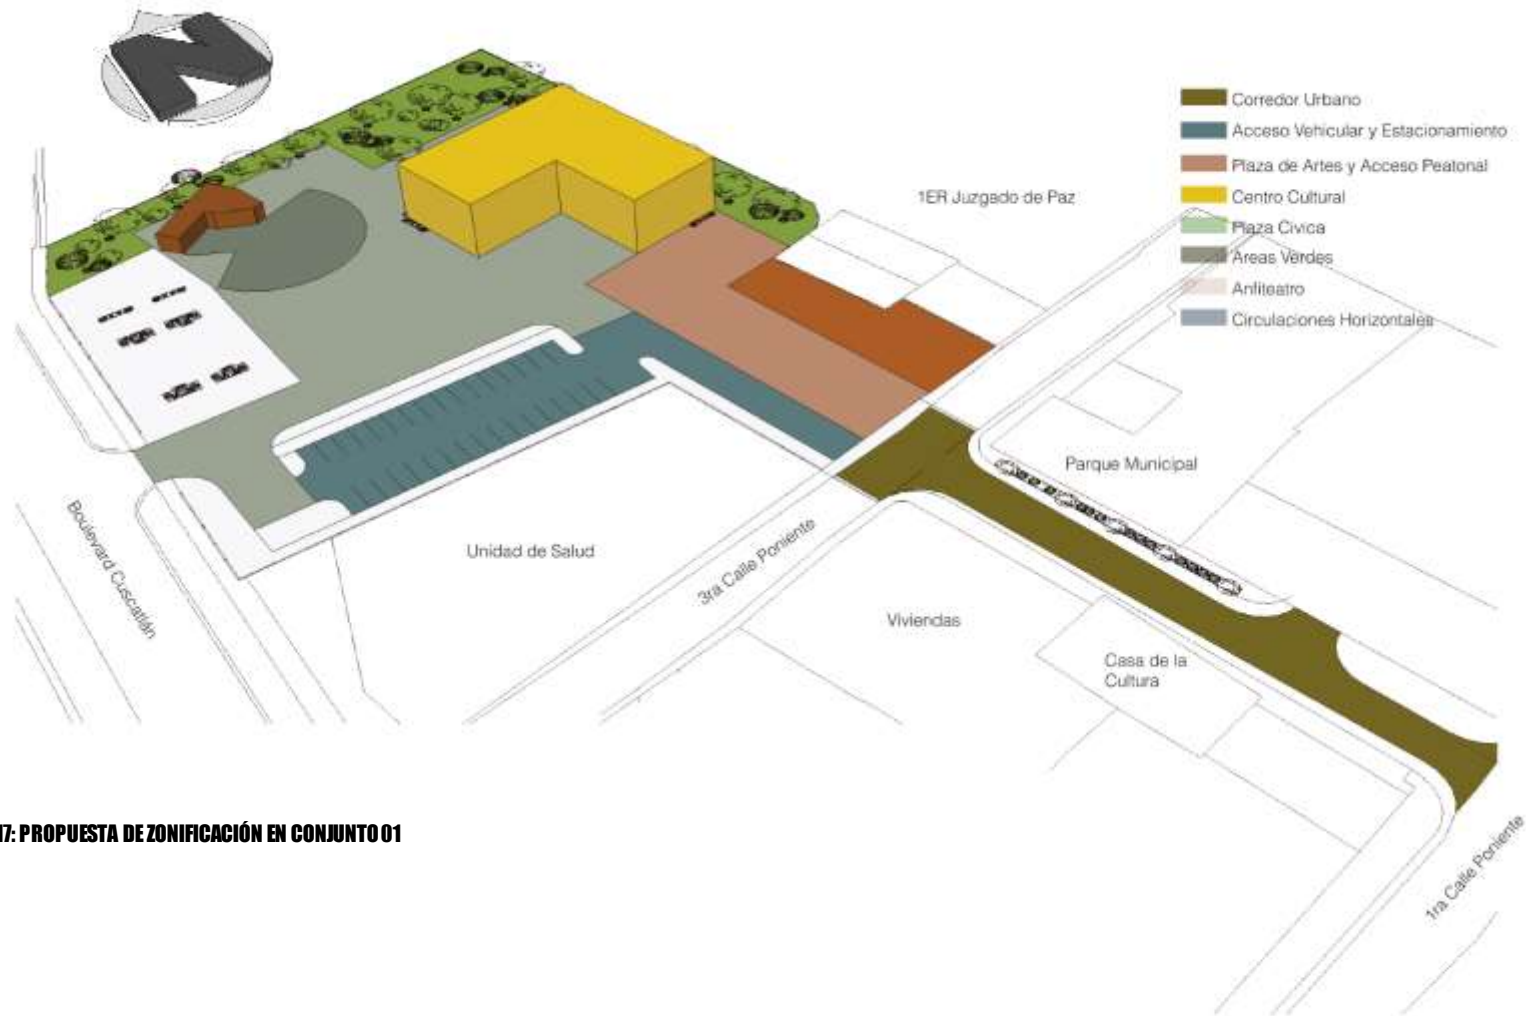 N
Corredor Urbano
Acceso Vehicular y Estacionamiento
Plaza de Artes y Acceso Peatonal
Centro Cultural
Plaza Civica
Areas Verdes
Anfiteatro
Circulaciones Horizontales
1ER Juzgado de Paz
Parque Municipal
Boulevard Cuscatlán
Unidad de Salud
3ra Calle Poniente
Viviendas
Casa de la
Cultura
1ra Calle Poniente
17: PROPUESTA DE ZONIFICACIÓN EN CONJUNTO 01